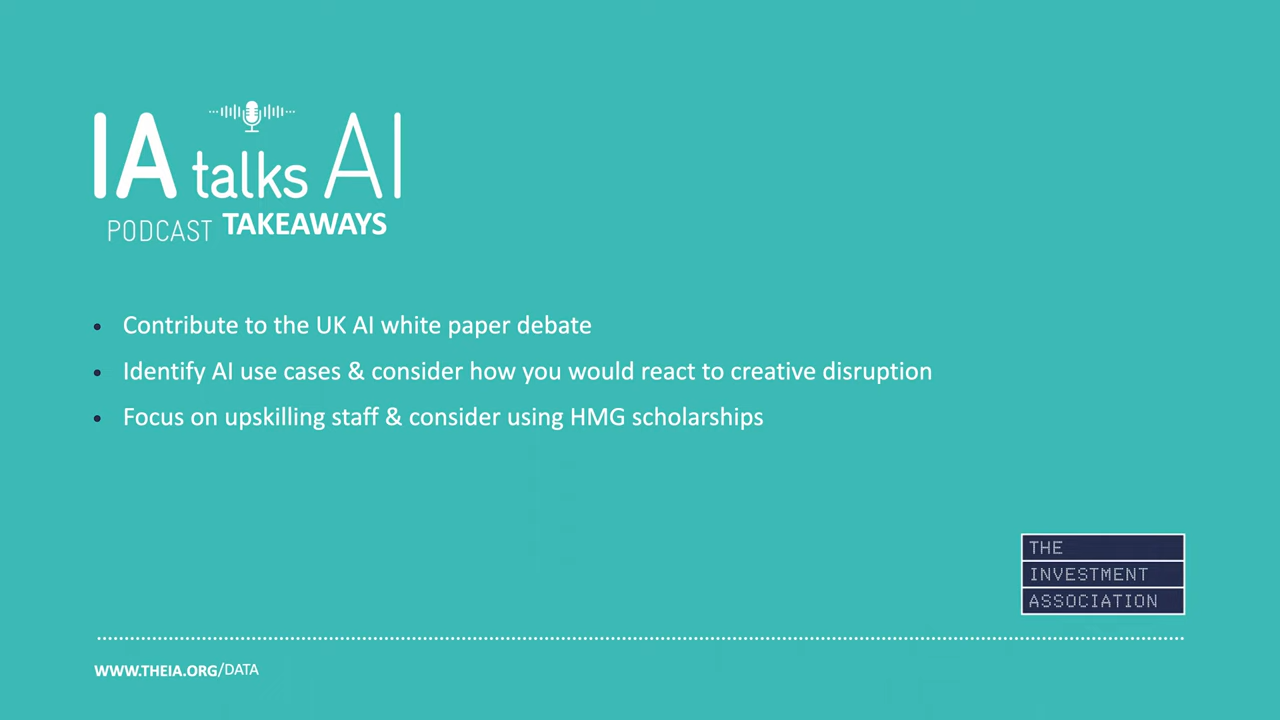 IA talks AI
PODCAST TAKEAWAYS
• Contribute to the UK AI white paper debate
• Identify AI use cases & consider how you would react to creative disruption
• Focus on upskilling staff & consider using HMG scholarships
THE
INVESTMENT
ASSOCIATION
WWW.THEIA.ORG/DATA